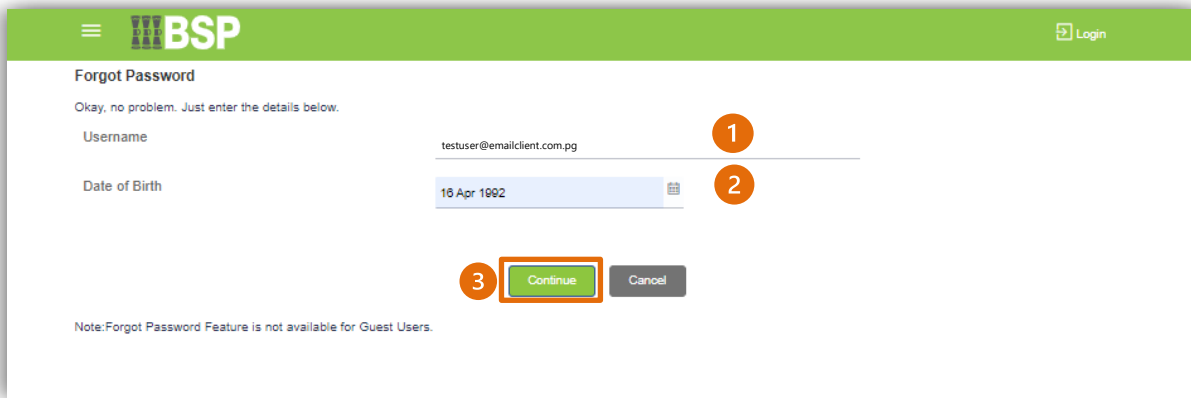 BSP
Login
Forgot Password
Okay, no problem. Just enter the details below.
Username
testuser@emailclient.com.pg
1
Date of Birth
16 Apr 1992
2
3
Continue
Cancel
Note:Forgot Password Feature is not available for Guest Users.